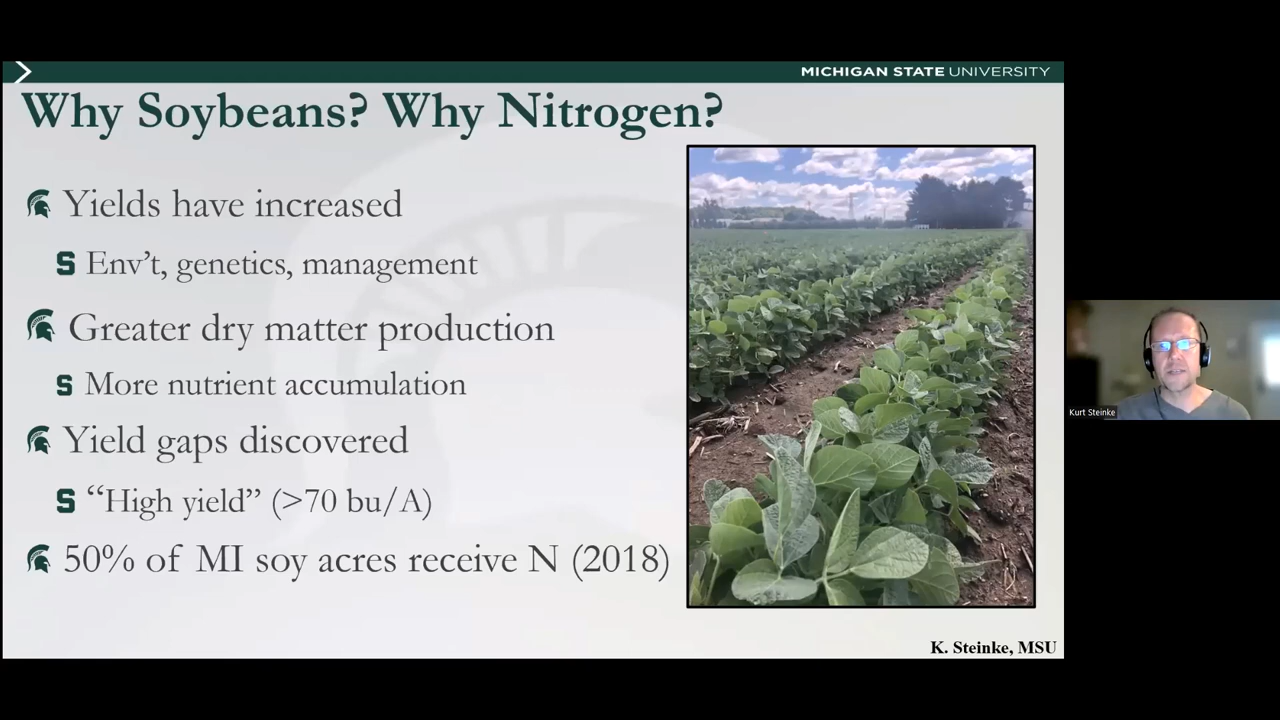 MICHIGAN STATE UNIVERSITY
Why Soybeans? Why Nitrogen?
Yields have increased
Env’t, genetics, management
Greater dry matter production
More nutrient accumulation
Yield gaps discovered
“High yield” (>70 bu/A)
50% of MI soy acres receive N (2018)
K. Steinke, MSU
Kurt Steinke